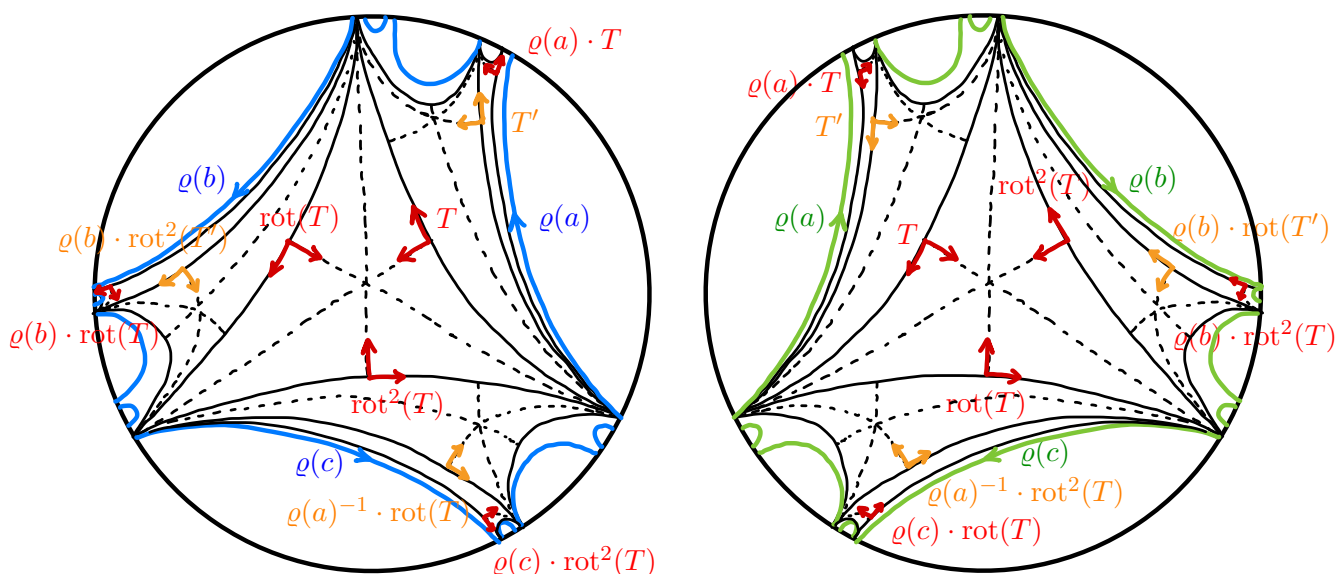 ϱ(a) · T
T′
ϱ(b)
ϱ(a)
rot(T)
T
ϱ(b) · rot²(T′)
ϱ(b) · rot(T)
rot²(T)
ϱ(c)
ϱ(a)⁻¹ · rot(T)
ϱ(c) · rot²(T)
ϱ(a) · T
T′
rot²(T)
ϱ(b)
ϱ(a)
T
ϱ(b) · rot(T′)
ϱ(b) · rot²(T)
rot(T)
ϱ(c)
ϱ(a)⁻¹ · rot²(T)
ϱ(c) · rot(T)